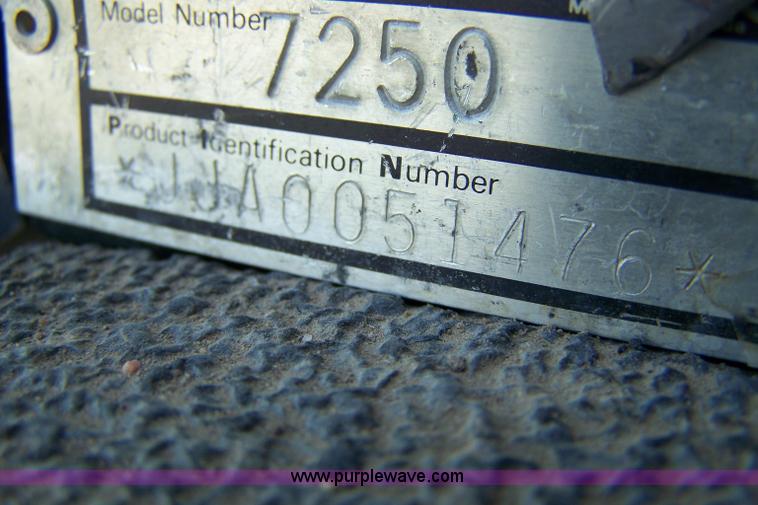 Model Number 7250
Product Identification Number
*JJA0051476*
www.purplewave.com